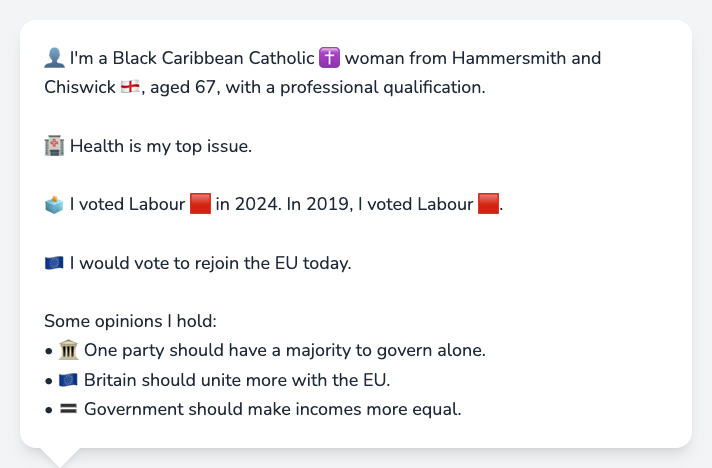 👤 I'm a Black Caribbean Catholic ✝️ woman from Hammersmith and
Chiswick 🏴󠁧󠁢󠁥󠁮󠁧󠁿, aged 67, with a professional qualification.
🏥 Health is my top issue.
🗳️ I voted Labour 🟥 in 2024. In 2019, I voted Labour 🟥.
🇪🇺 I would vote to rejoin the EU today.
Some opinions I hold:
• 🏛️ One party should have a majority to govern alone.
• 🇪🇺 Britain should unite more with the EU.
• 🟰 Government should make incomes more equal.